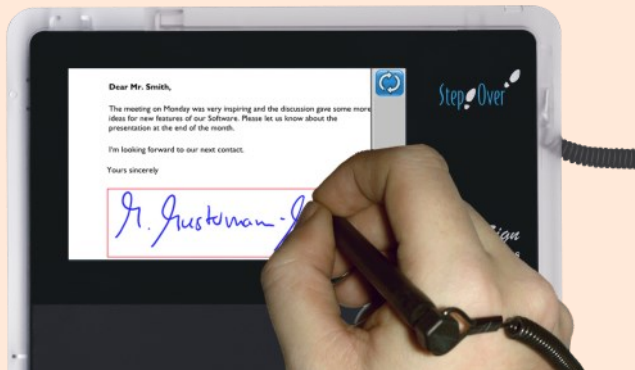 Dear Mr. Smith,
The meeting on Monday was very inspiring and the discussion gave some more
ideas for new features of our Software. Please let us know about the
presentation at the end of the month.
I'm looking forward to our next contact.
Yours sincerely
StepOver